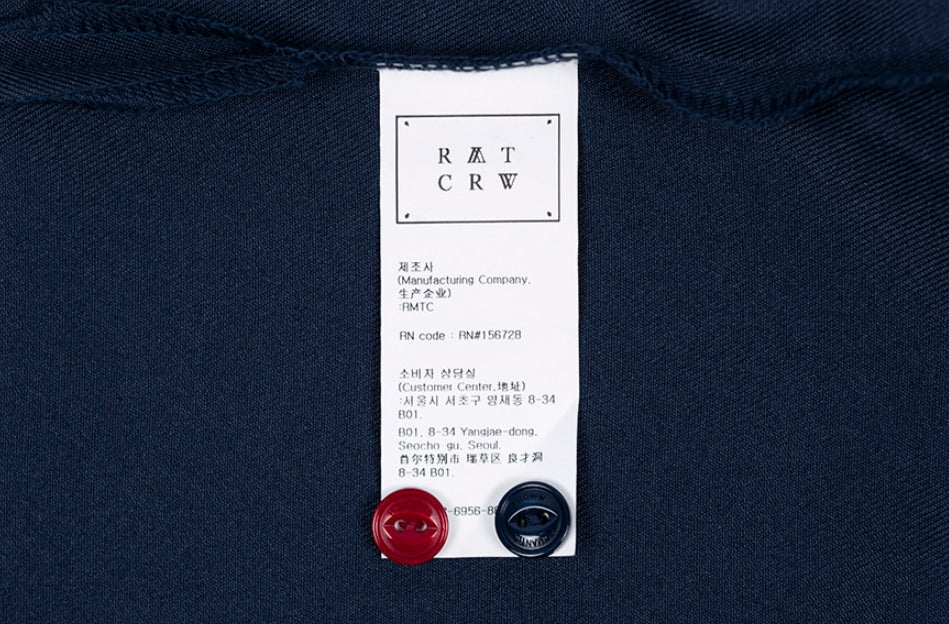 RMT
CRW
제조사
(Manufacturing Company,
生产企业)
:RMTC
RN code : RN#156728
소비자 상담실
(Customer Center,地址)
:서울시 서초구 양재동 8-34
B01.
B01, 8-34 Yangjae-dong,
Seocho-gu, Seoul.
首尔特别市 瑞草区 良才洞
8-34 B01.
-6956-8